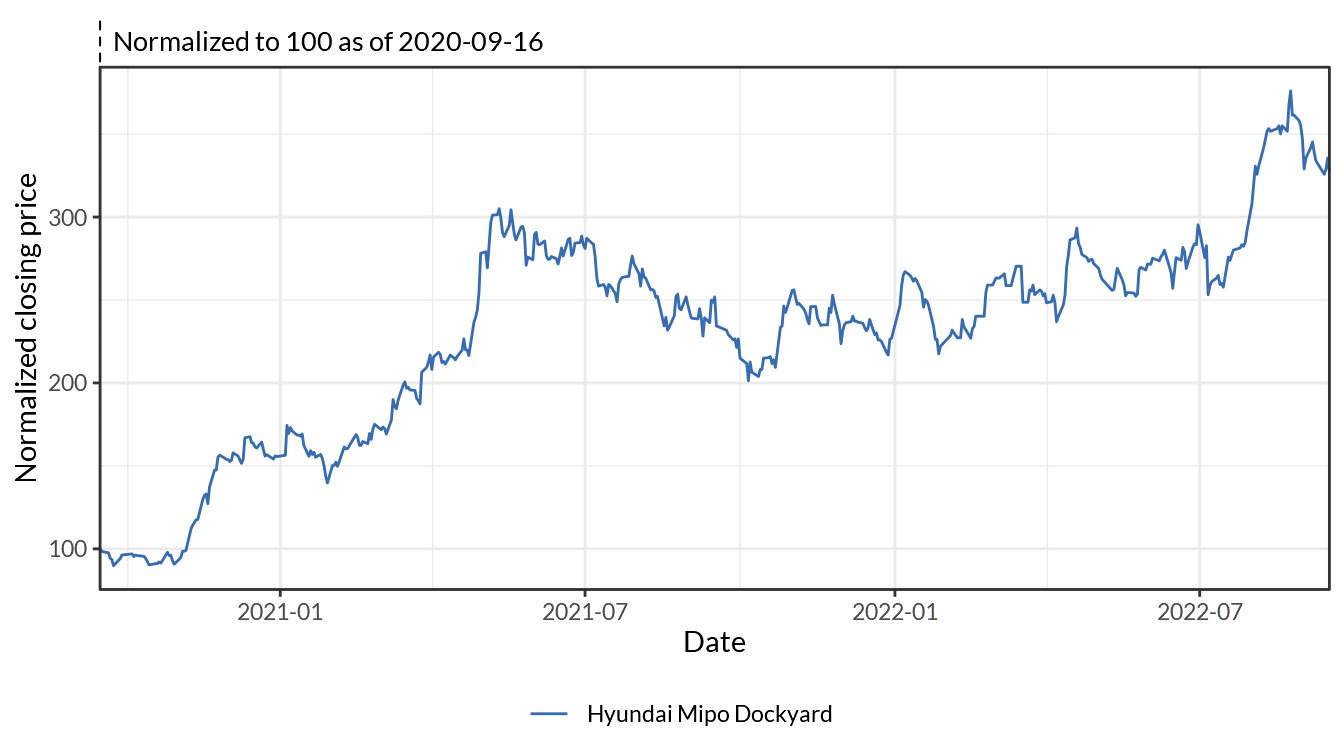 Normalized to 100 as of 2020-09-16
Normalized closing price
300
200
100
2021-01
2021-07
2022-01
2022-07
Date
Hyundai Mipo Dockyard